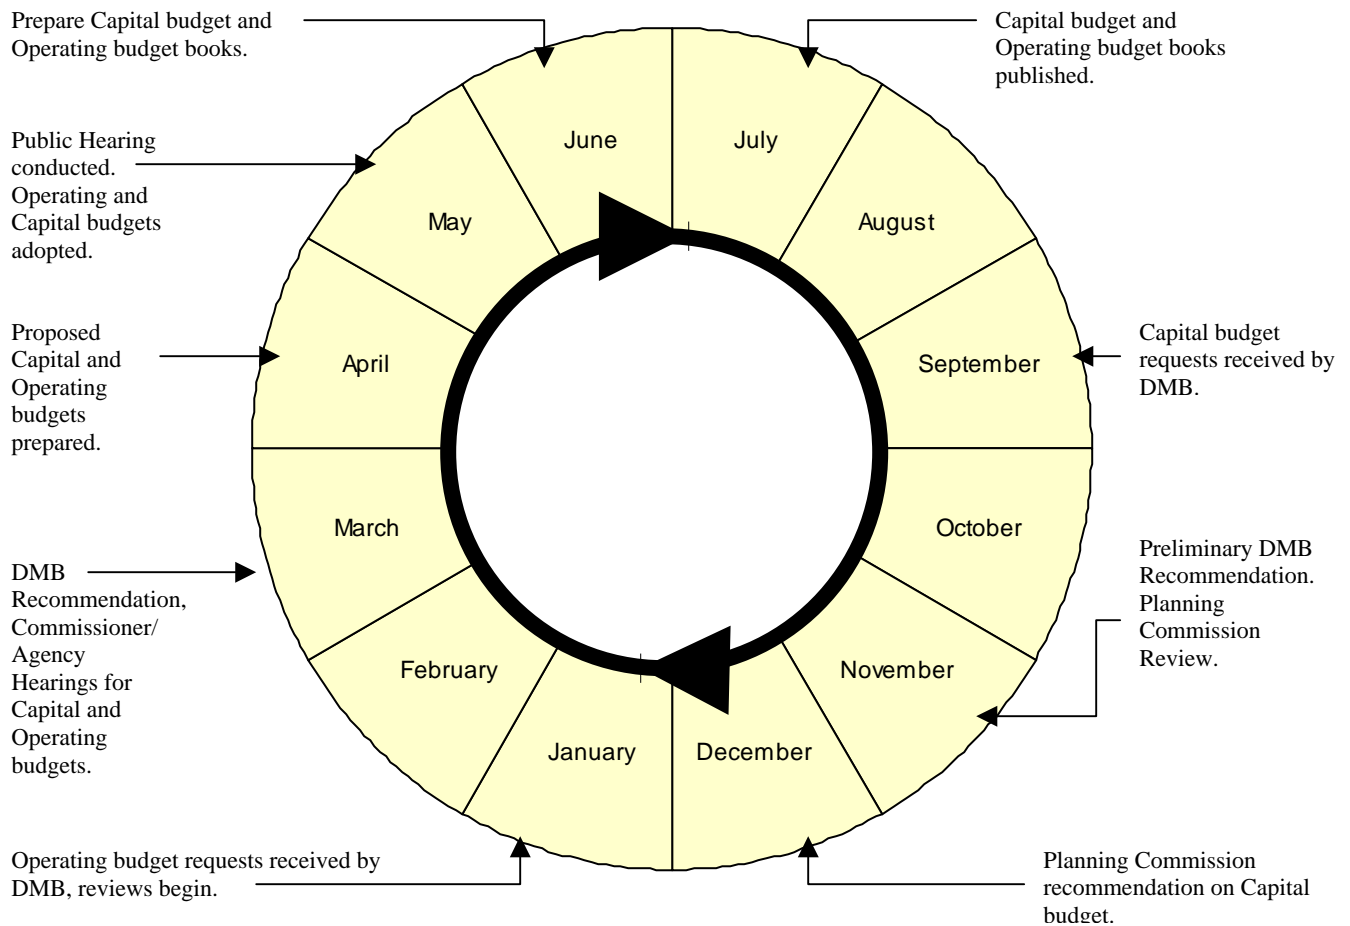 Prepare Capital budget and
Operating budget books.
Capital budget and
Operating budget books
published.
June
July
Public Hearing
conducted.
Operating and
Capital budgets
adopted.
May
August
Proposed
Capital and
Operating
budgets
prepared.
April
September
Capital budget
requests received by
DMB.
March
October
DMB
Recommendation,
Commissioner/
Agency
Hearings for
Capital and
Operating
budgets.
Preliminary DMB
Recommendation.
Planning
Commission
Review.
February
November
January
December
Operating budget requests received by
DMB, reviews begin.
Planning Commission
recommendation on Capital
budget.